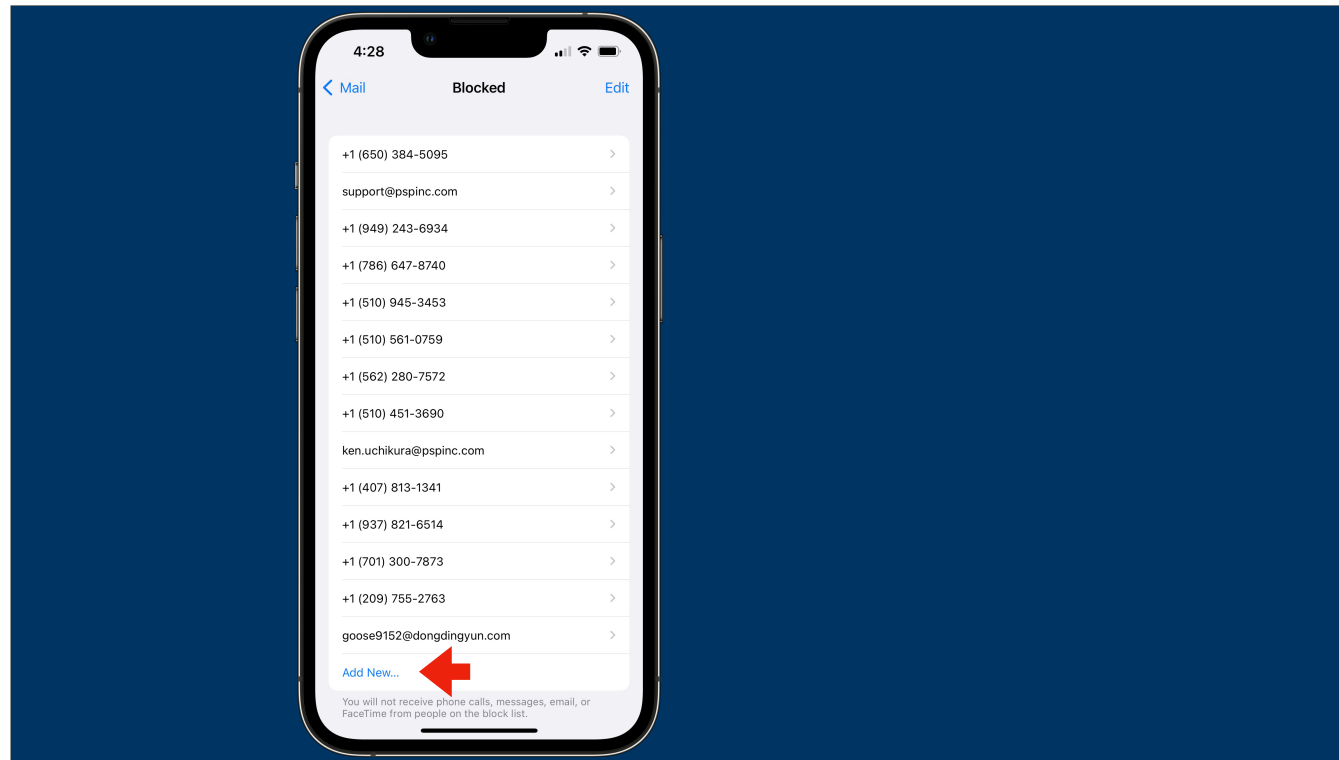 4:28
Mail Blocked Edit
+1 (650) 384-5095
support@pspinc.com
+1 (949) 243-6934
+1 (786) 647-8740
+1 (510) 945-3453
+1 (510) 561-0759
+1 (562) 280-7572
+1 (510) 451-3690
ken.uchikura@pspinc.com
+1 (407) 813-1341
+1 (937) 821-6514
+1 (701) 300-7873
+1 (209) 755-2763
goose9152@dongdingyun.com
Add New...
You will not receive phone calls, messages, email, or
FaceTime from people on the block list.